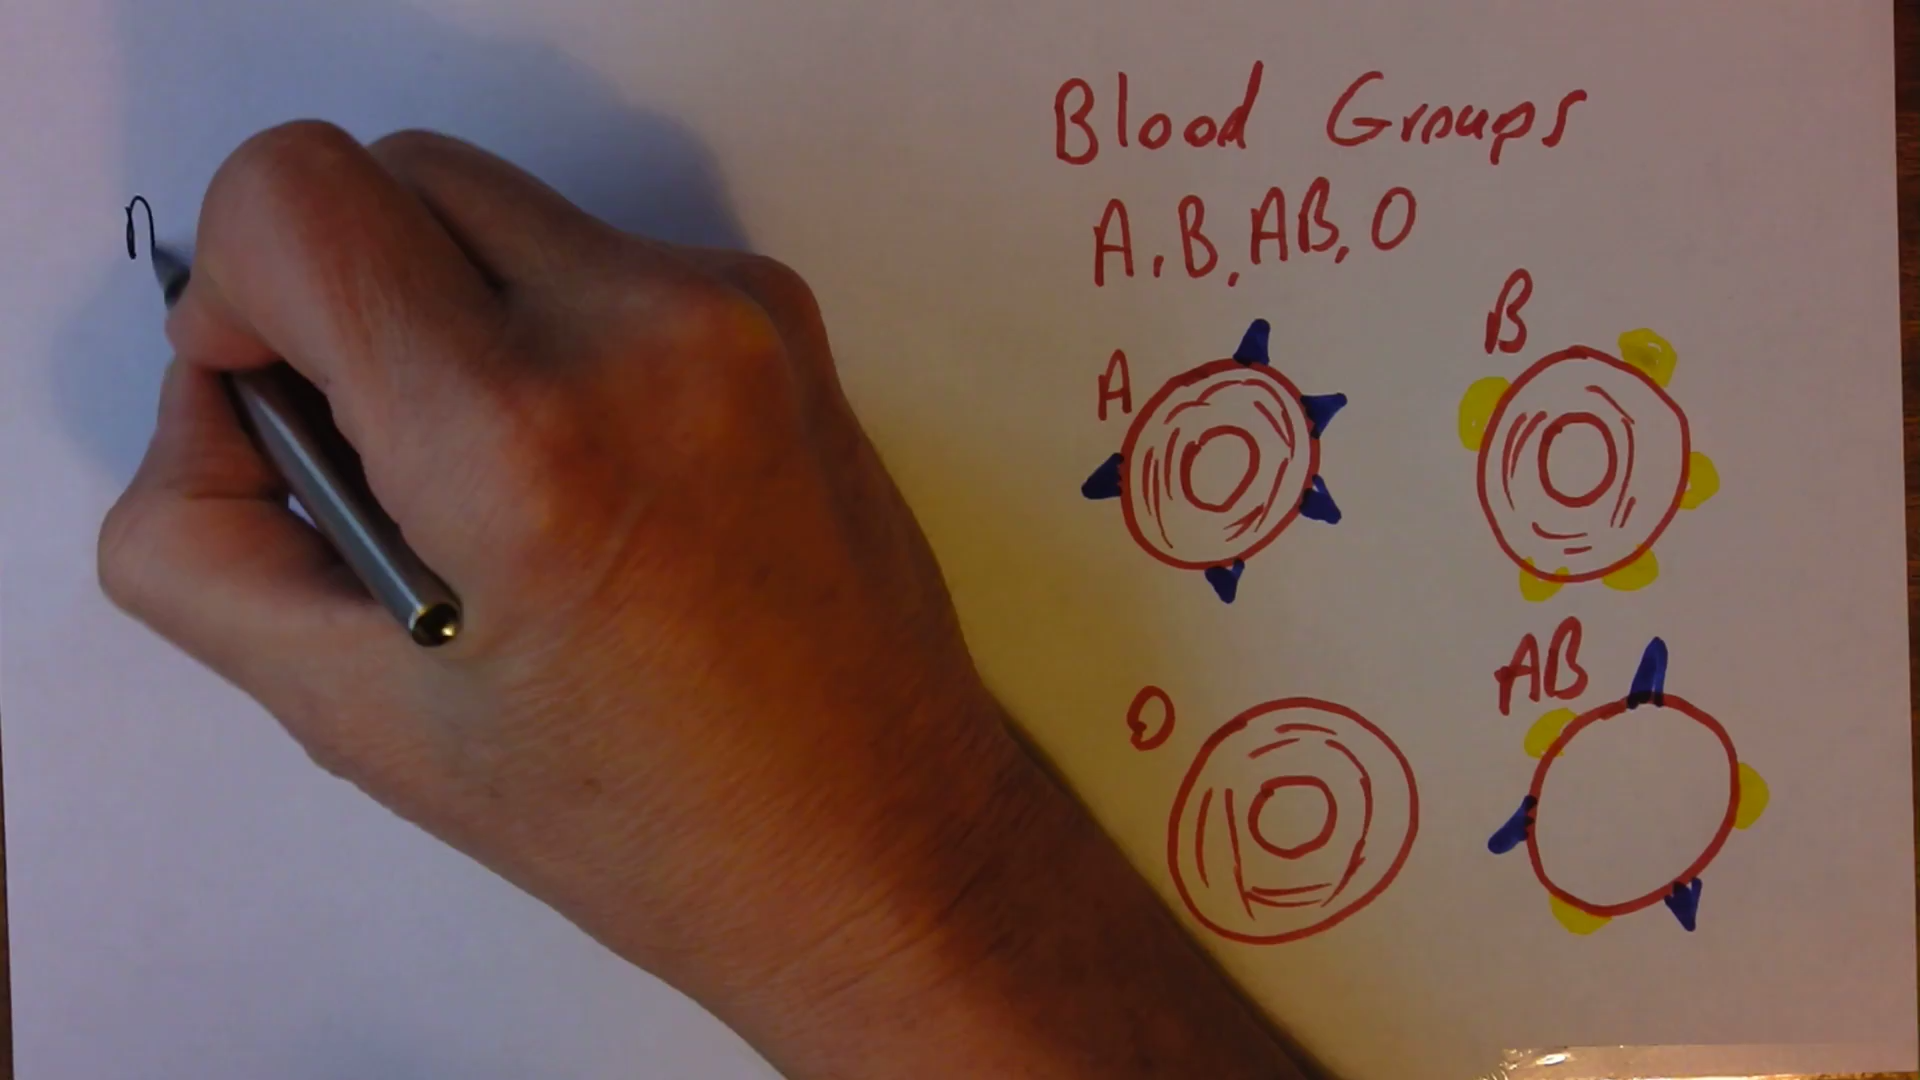 Blood Groups
A, B, AB, O
B
A
AB
O